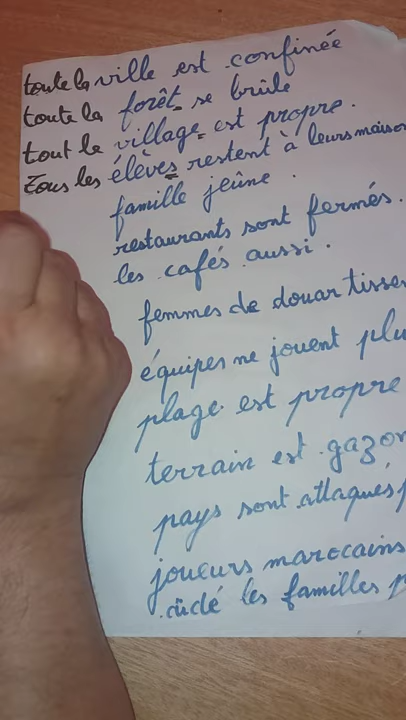 toute la ville est confinée
toute la forêt se brûle
tout le village est propre.
Tous les élèves restent à leurs maison
famille jeûne.
restaurants sont fermés.
les cafés aussi.
femmes de douar tisse
équipes ne jouent plu
plage est propre
terrain est gazon
pays sont attaqués
joueurs marocains
les familles